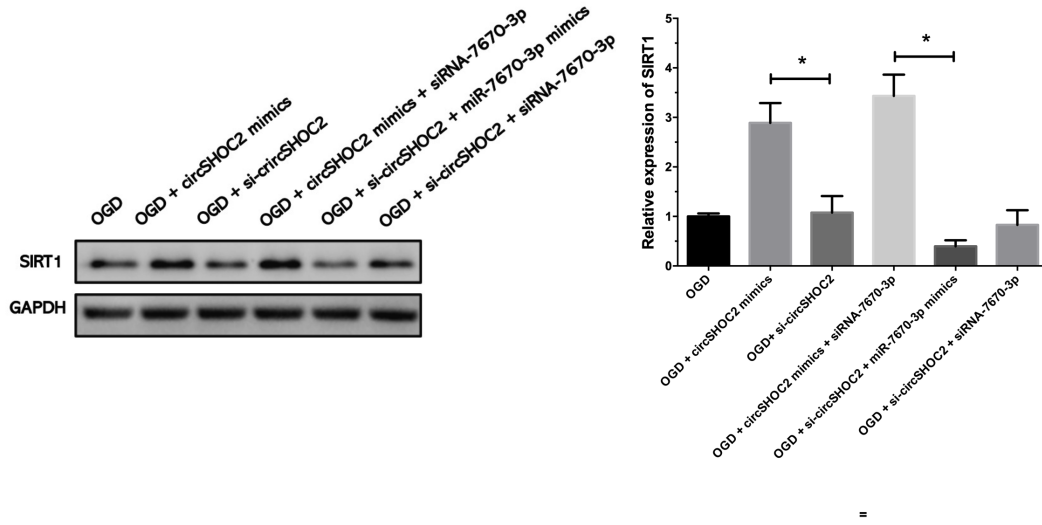 OGD
OGD + circSHOC2 mimics
OGD + si-crircSHOC2
OGD + circSHOC2 mimics + siRNA-7670-3p
OGD + si-circSHOC2 + miR-7670-3p mimics
OGD + si-circSHOC2 + siRNA-7670-3p
SIRT1
GAPDH
Relative expression of SIRT1
5
4
3
2
1
0
*
*
OGD
OGD + circSHOC2 mimics
OGD+ si-circSHOC2
OGD + circSHOC2 mimics + siRNA-7670-3p
OGD + si-circSHOC2 + miR-7670-3p mimics
OGD + si-circSHOC2 + siRNA-7670-3p
=